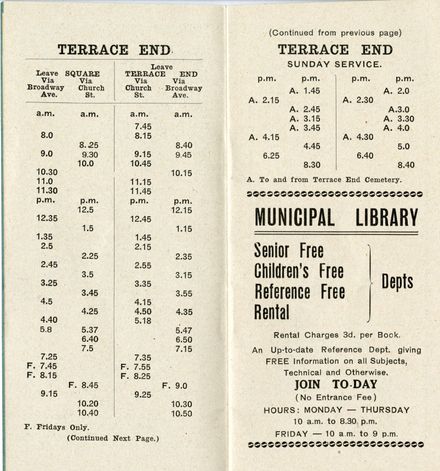 TERRACE END
Leave SQUARE
Via Via
Broadway Church
Ave. St.
Leave
TERRACE END
Via Via
Church Broadway
St. Ave.
a.m. a.m. a.m. a.m.
7.45
8.0 8.15
8.25 8.40
9.0 9.30 9.15 9.45
10.0 10.45
10.30 10.15
11.0 11.15
11.30 11.45
p.m. p.m. p.m. p.m.
12.5 12.15
12.35 12.45
1.5 1.15
1.35 1.45
2.5 2.15
2.25 2.35
2.45 2.55
3.5 3.15
3.25 3.35
3.45 3.55
4.5 4.15
4.25 4.50 4.35
4.40 5.18
5.8 5.37 5.47
6.40 6.50
7.5 7.15
7.25 7.35
F. 7.45 F. 7.55
F. 8.15 F. 8.25
F. 8.45 F. 9.0
9.15 9.25
10.20 10.30
10.40 10.50
F. Fridays Only.
(Continued Next Page.)
(Continued from previous page)
TERRACE END
SUNDAY SERVICE.
p.m. p.m. p.m. p.m.
A. 1.45 A. 2.0
A. 2.15 A. 2.30
A. 2.45 A.3.0
A. 3.15 A. 3.30
A. 3.45 A. 4.0
A. 4.15 A. 4.30
4.45 5.0
6.25 6.40
8.30 8.40
A. To and from Terrace End Cemetery.
MUNICIPAL LIBRARY
Senior Free
Children's Free
Reference Free
Rental
Depts
Rental Charges 3d. per Book.
An Up-to-date Reference Dept. giving
FREE Information on all Subjects,
Technical and Otherwise.
JOIN TO-DAY
(No Entrance Fee)
HOURS: MONDAY — THURSDAY
10 a.m. to 8.30 p.m.
FRIDAY — 10 a.m. to 9 p.m.